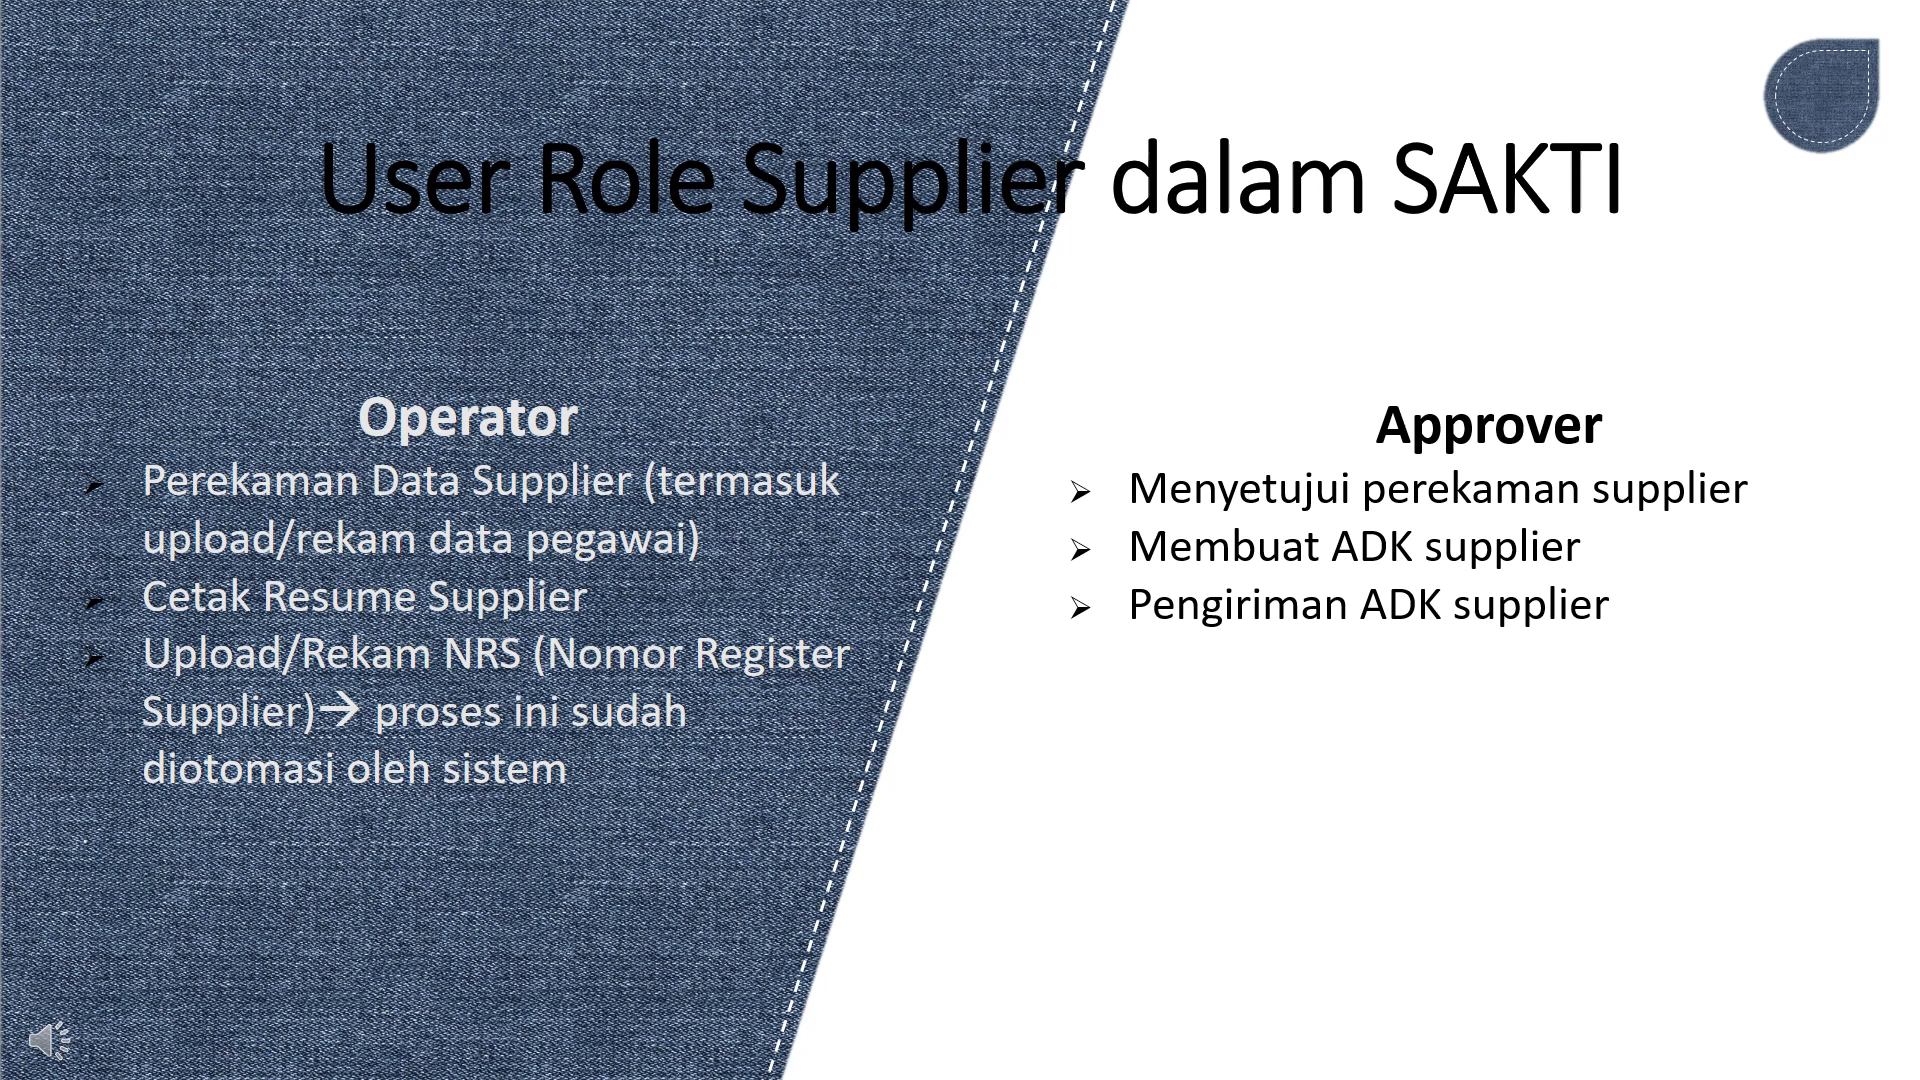 User Role Supplier dalam SAKTI
Operator
➢ Perekaman Data Supplier (termasuk
upload/rekam data pegawai)
➢ Cetak Resume Supplier
➢ Upload/Rekam NRS (Nomor Register
Supplier)→ proses ini sudah
diotomasi oleh sistem
Approver
➢ Menyetujui perekaman supplier
➢ Membuat ADK supplier
➢ Pengiriman ADK supplier